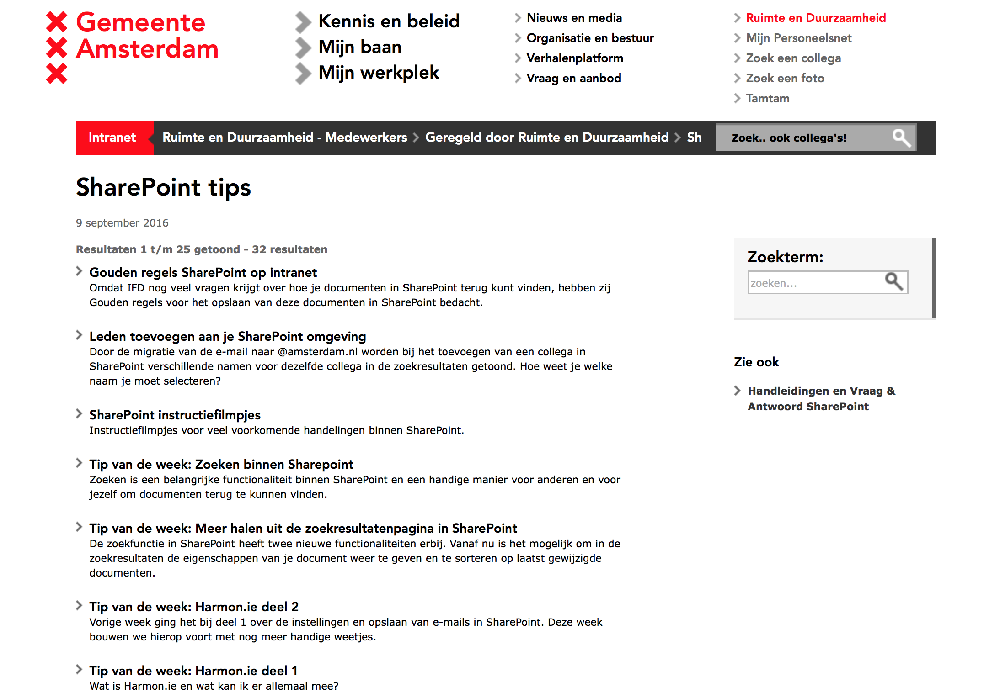 Gemeente
Amsterdam
Kennis en beleid
Mijn baan
Mijn werkplek
Nieuws en media
Organisatie en bestuur
Verhalenplatform
Vraag en aanbod
Ruimte en Duurzaamheid
Mijn Personeelsnet
Zoek een collega
Zoek een foto
Tamtam
Intranet Ruimte en Duurzaamheid - Medewerkers Geregeld door Ruimte en Duurzaamheid Sh Zoek.. ook collega's!
SharePoint tips
9 september 2016
Resultaten 1 t/m 25 getoond - 32 resultaten
Gouden regels SharePoint op intranet
Omdat IFD nog veel vragen krijgt over hoe je documenten in SharePoint terug kunt vinden, hebben zij
Gouden regels voor het opslaan van deze documenten in SharePoint bedacht.
Leden toevoegen aan je SharePoint omgeving
Door de migratie van de e-mail naar @amsterdam.nl worden bij het toevoegen van een collega in
SharePoint verschillende namen voor dezelfde collega in de zoekresultaten getoond. Hoe weet je welke
naam je moet selecteren?
SharePoint instructiefilmpjes
Instructiefilmpjes voor veel voorkomende handelingen binnen SharePoint.
Tip van de week: Zoeken binnen Sharepoint
Zoeken is een belangrijke functionaliteit binnen SharePoint en een handige manier voor anderen en voor
jezelf om documenten terug te kunnen vinden.
Tip van de week: Meer halen uit de zoekresultatenpagina in SharePoint
De zoekfunctie in SharePoint heeft twee nieuwe functionaliteiten erbij. Vanaf nu is het mogelijk om in de
zoekresultaten de eigenschappen van je document weer te geven en te sorteren op laatst gewijzigde
documenten.
Tip van de week: Harmon.ie deel 2
Vorige week ging het bij deel 1 over de instellingen en opslaan van e-mails in SharePoint. Deze week
bouwen we hierop voort met nog meer handige weetjes.
Tip van de week: Harmon.ie deel 1
Wat is Harmon.ie en wat kan ik er allemaal mee?
Zoekterm:
zoeken...
Zie ook
Handleidingen en Vraag &
Antwoord SharePoint